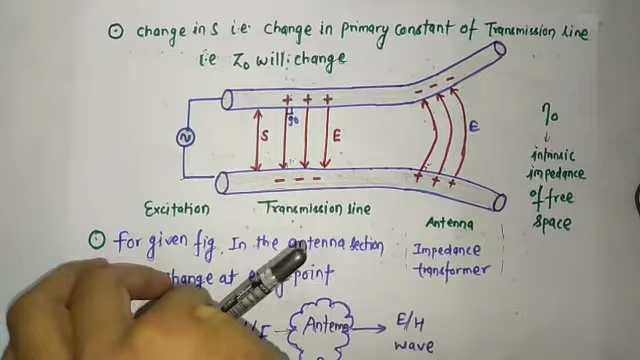 ⊙ change in S i.e. change in primary constant of Transmission line
i.e Z₀ will change
+ + +
- - -
90
S
E
E
η₀
↓
intrinsic
impedance
of free
space
- - -
+ + +
Excitation
Transmission line
Antenna
Impedance
transformer
⊙ for given fig. In the antenna section
change at point
Antenna
E/H
wave